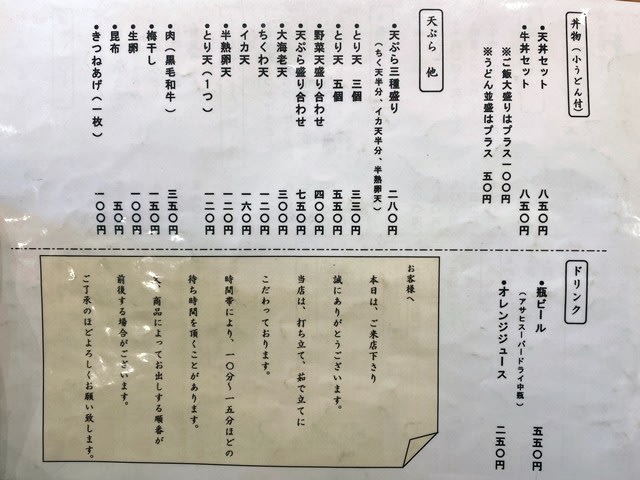 丼物(小うどん付)
・天丼セット 八五〇円
・牛丼セット 八五〇円
※ご飯大盛りはプラス一〇〇円
※うどん並盛はプラス 五〇円
天ぷら 他
・天ぷら三種盛り 二八〇円
(ちく天半分、イカ天半分、半熟卵天)
・とり天 三個 三三〇円
・とり天 五個 五五〇円
・野菜天盛り合わせ 四〇〇円
・天ぷら盛り合わせ 七五〇円
・大海老天 三〇〇円
・ちくわ天 一二〇円
・イカ天 一六〇円
・半熟卵天 一二〇円
・とり天(1つ) 一二〇円
・肉(黒毛和牛) 三五〇円
・梅干し 一五〇円
・生卵 一〇〇円
・昆布 五〇円
・きつねあげ(一枚) 一〇〇円
ドリンク
・瓶ビール 五五〇円
(アサヒスーパードライ中瓶)
・オレンジジュース 二五〇円
お客様へ
本日は、ご来店下さり
誠にありがとうございます。
当店は、打ち立て、茹で立てに
こだわっております。
時間帯により、一〇分~一五分ほどの
待ち時間を頂くことがあります。
又、商品によってお出しする順番が
前後する場合がございます。
ご了承のほどよろしくお願い致します。